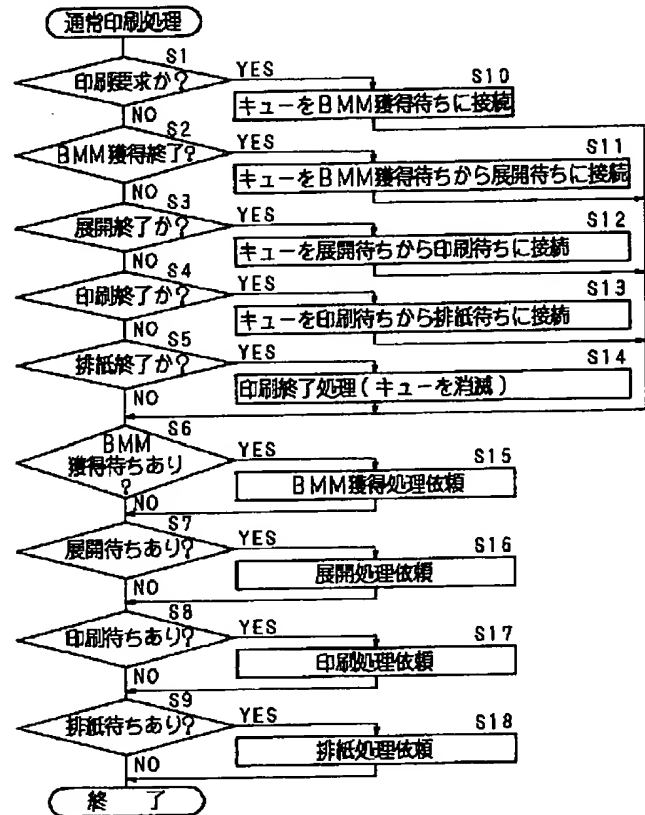 通常印刷処理
S1
印刷要求か?
YES
S10
キューをBMM獲得待ちに接続
NO
S2
BMM獲得終了?
YES
S11
キューをBMM獲得待ちから展開待ちに接続
NO
S3
展開終了か?
YES
S12
キューを展開待ちから印刷待ちに接続
NO
S4
印刷終了か?
YES
S13
キューを印刷待ちから排紙待ちに接続
NO
S5
排紙終了か?
YES
S14
印刷終了処理(キューを消滅)
NO
S6
BMM
獲得待ちあり
?
YES
S15
BMM獲得処理依頼
NO
S7
展開待ちあり?
YES
S16
展開処理依頼
NO
S8
印刷待ちあり?
YES
S17
印刷処理依頼
NO
S9
排紙待ちあり?
YES
S18
排紙処理依頼
NO
終 了